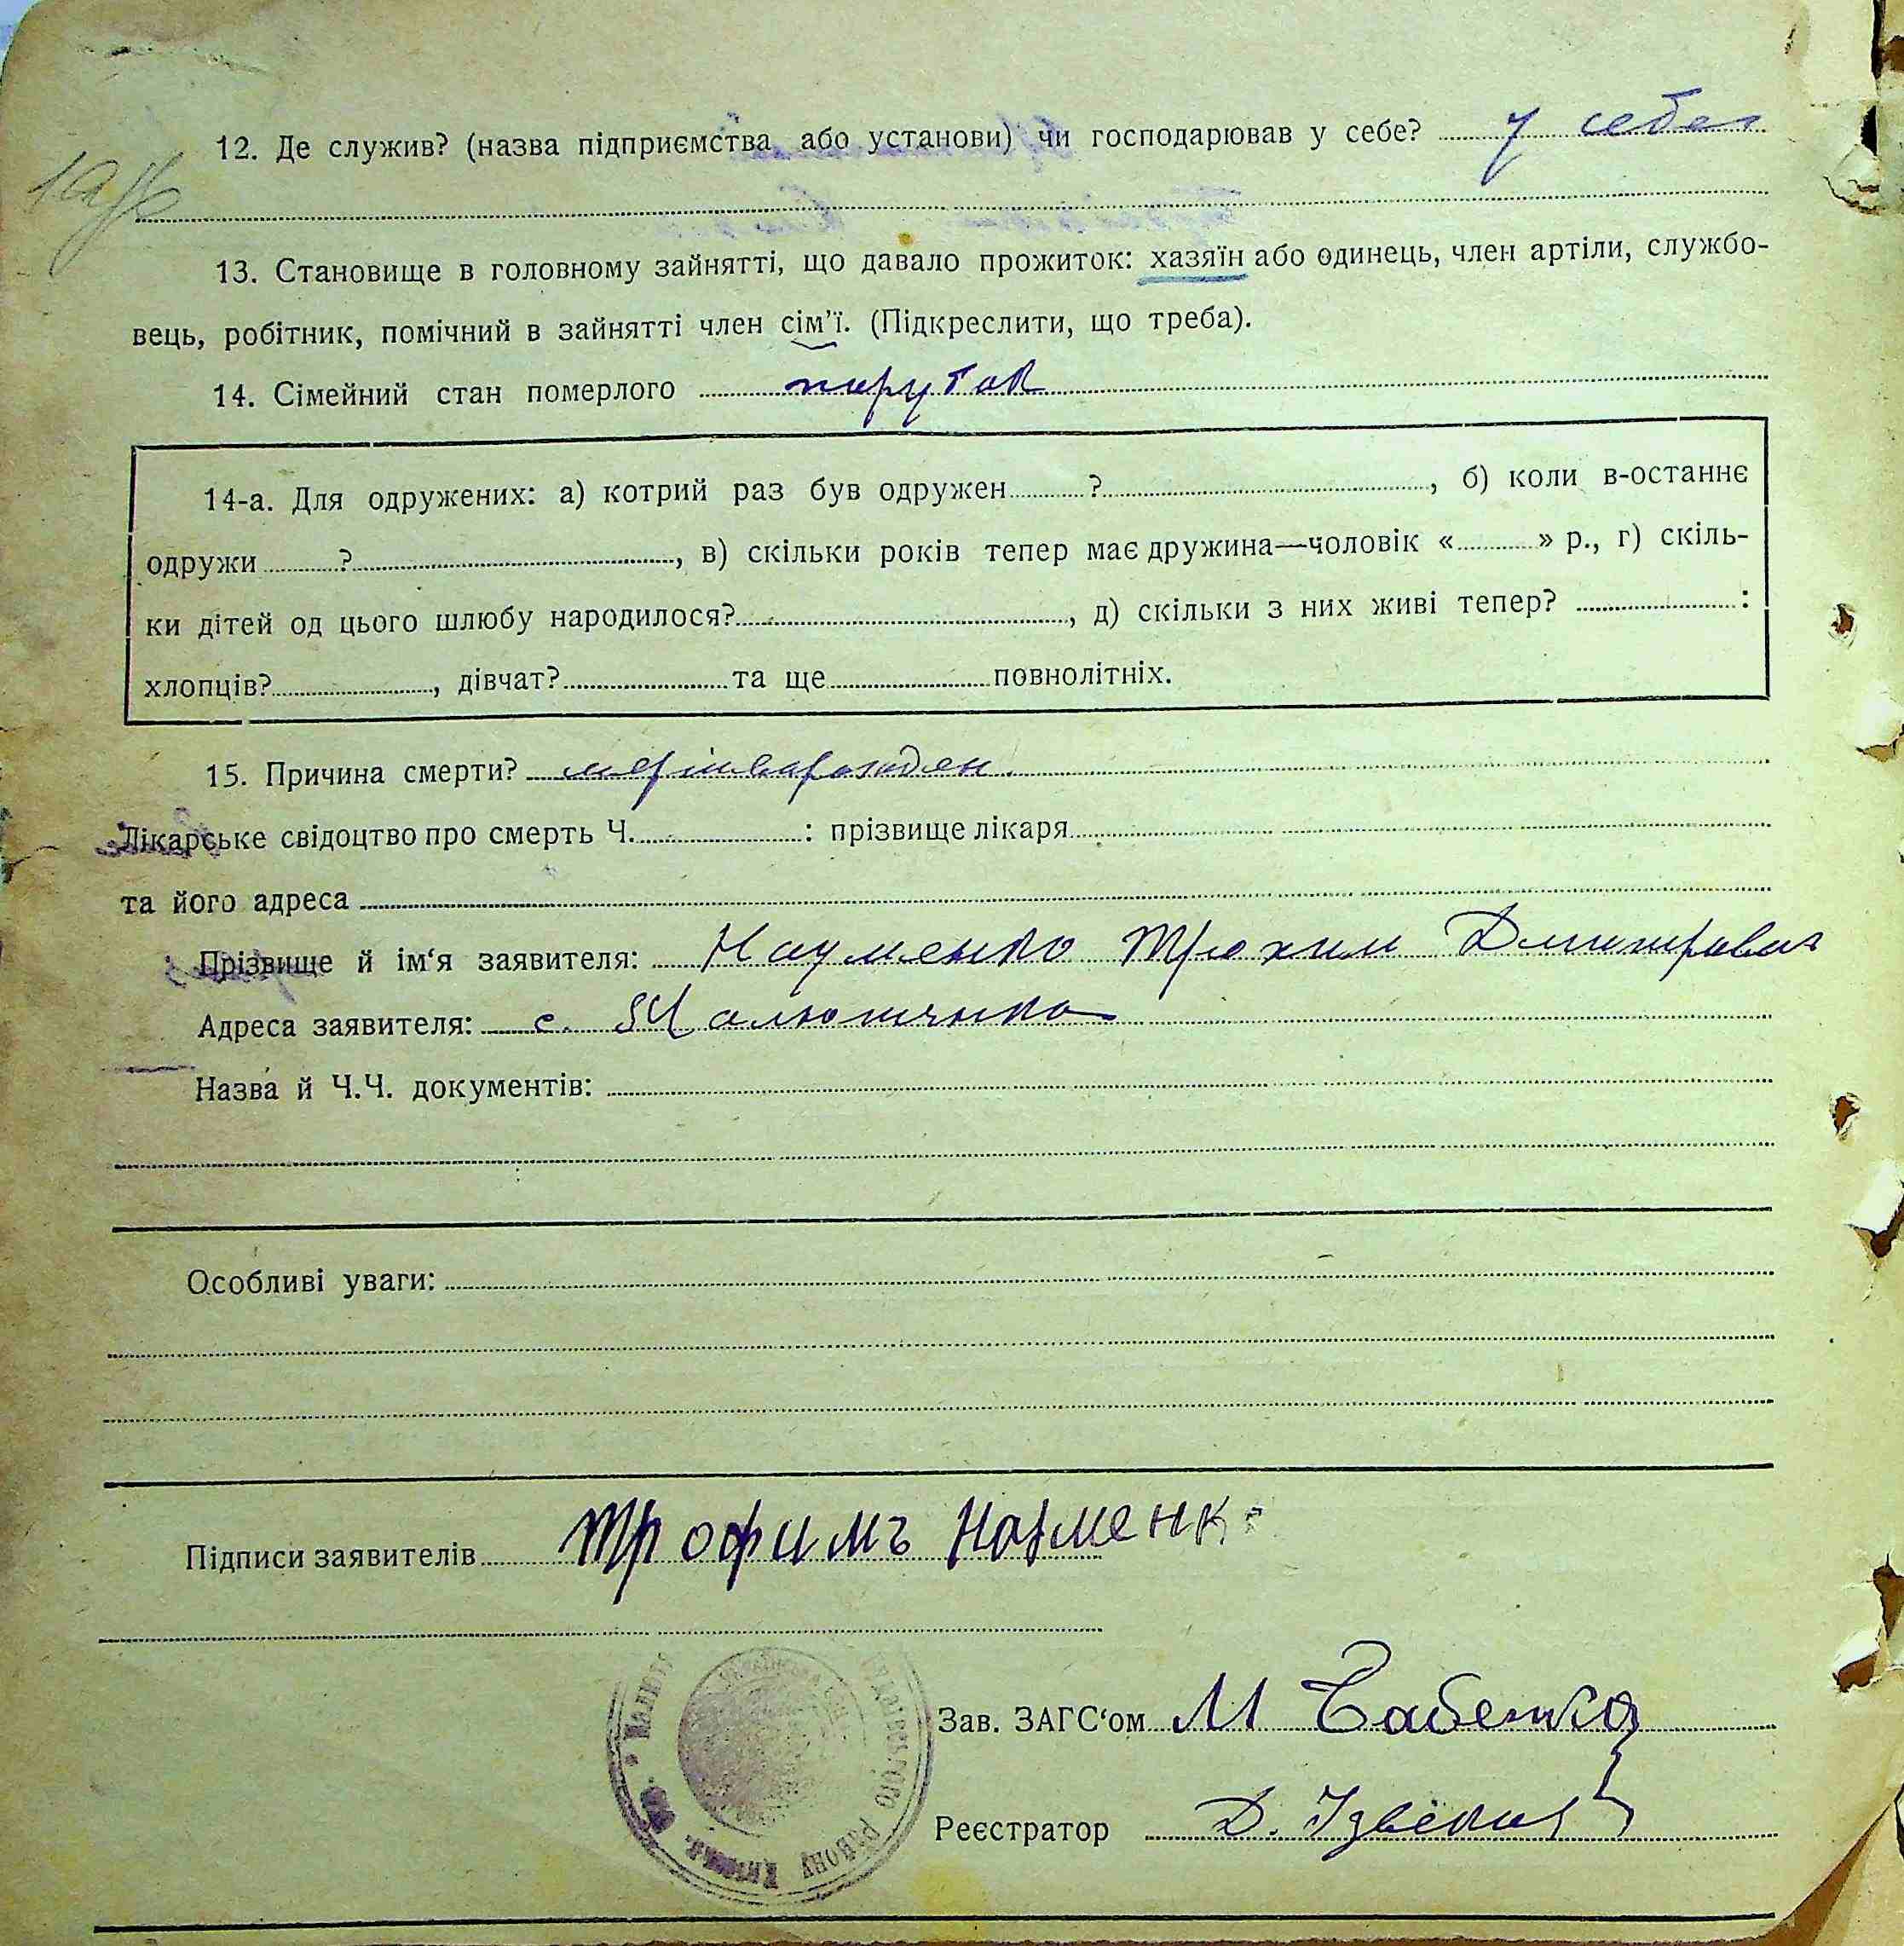 12. Де служив? (назва підприємства або установи) чи господарював у себе? у себе
13. Становище в головному зайнятті, що давало прожиток: хазяїн або одинець, член артіли, службо-
вець, робітник, помічний в зайнятті член сім'ї. (Підкреслити, що треба).
14. Сімейний стан померлого
14-а. Для одружених: а) котрий раз був одружен ? , б) коли в-останнє
одружи ? , в) скільки років тепер має дружина—чоловік « » р., г) скіль-
ки дітей од цього шлюбу народилося? , д) скільки з них живі тепер? :
хлопців? , дівчат? та ще повнолітніх.
15. Причина смерти? мертворожден
Лікарське свідоцтво про смерть Ч. : прізвище лікаря
та його адреса
Прізвище й ім'я заявителя: Науменко Трохим
Адреса заявителя: с.
Назва й Ч.Ч. документів:
Особливі уваги:
Підписи заявителів Трофимъ Науменко
Зав. ЗАГС'ом М
Реєстратор Д.